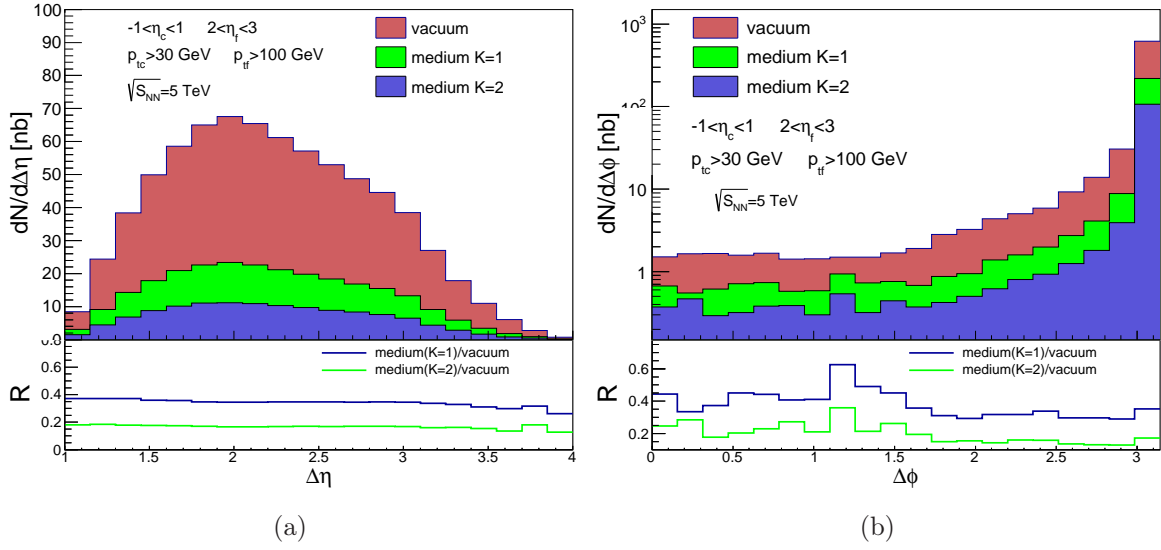 100
90
80
70
60
50
40
30
20
10
0
dN/dΔη [nb]
-1<η_c<1 2<η_f<3
p_tc>30 GeV p_tf>100 GeV
√S_NN=5 TeV
vacuum
medium K=1
medium K=2
0.6
0.4
0.2
0
R
medium(K=1)/vacuum
medium(K=2)/vacuum
1 1.5 2 2.5 3 3.5 4
Δη
(a)
10^3
10^2
10
1
dN/dΔφ [nb]
vacuum
medium K=1
medium K=2
-1<η_c<1 2<η_f<3
p_tc>30 GeV p_tf>100 GeV
√S_NN=5 TeV
0.6
0.4
0.2
R
medium(K=1)/vacuum
medium(K=2)/vacuum
0 0.5 1 1.5 2 2.5 3
Δφ
(b)